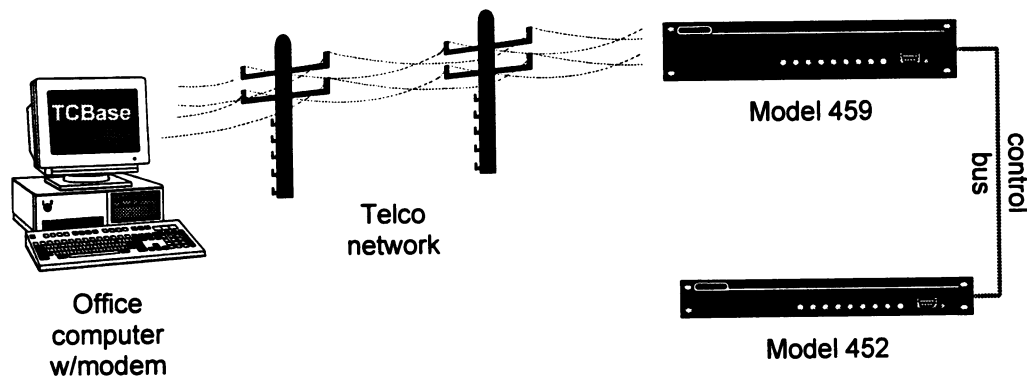 TCBase
Model 459
control
bus
Telco
network
Office
computer
w/modem
Model 452